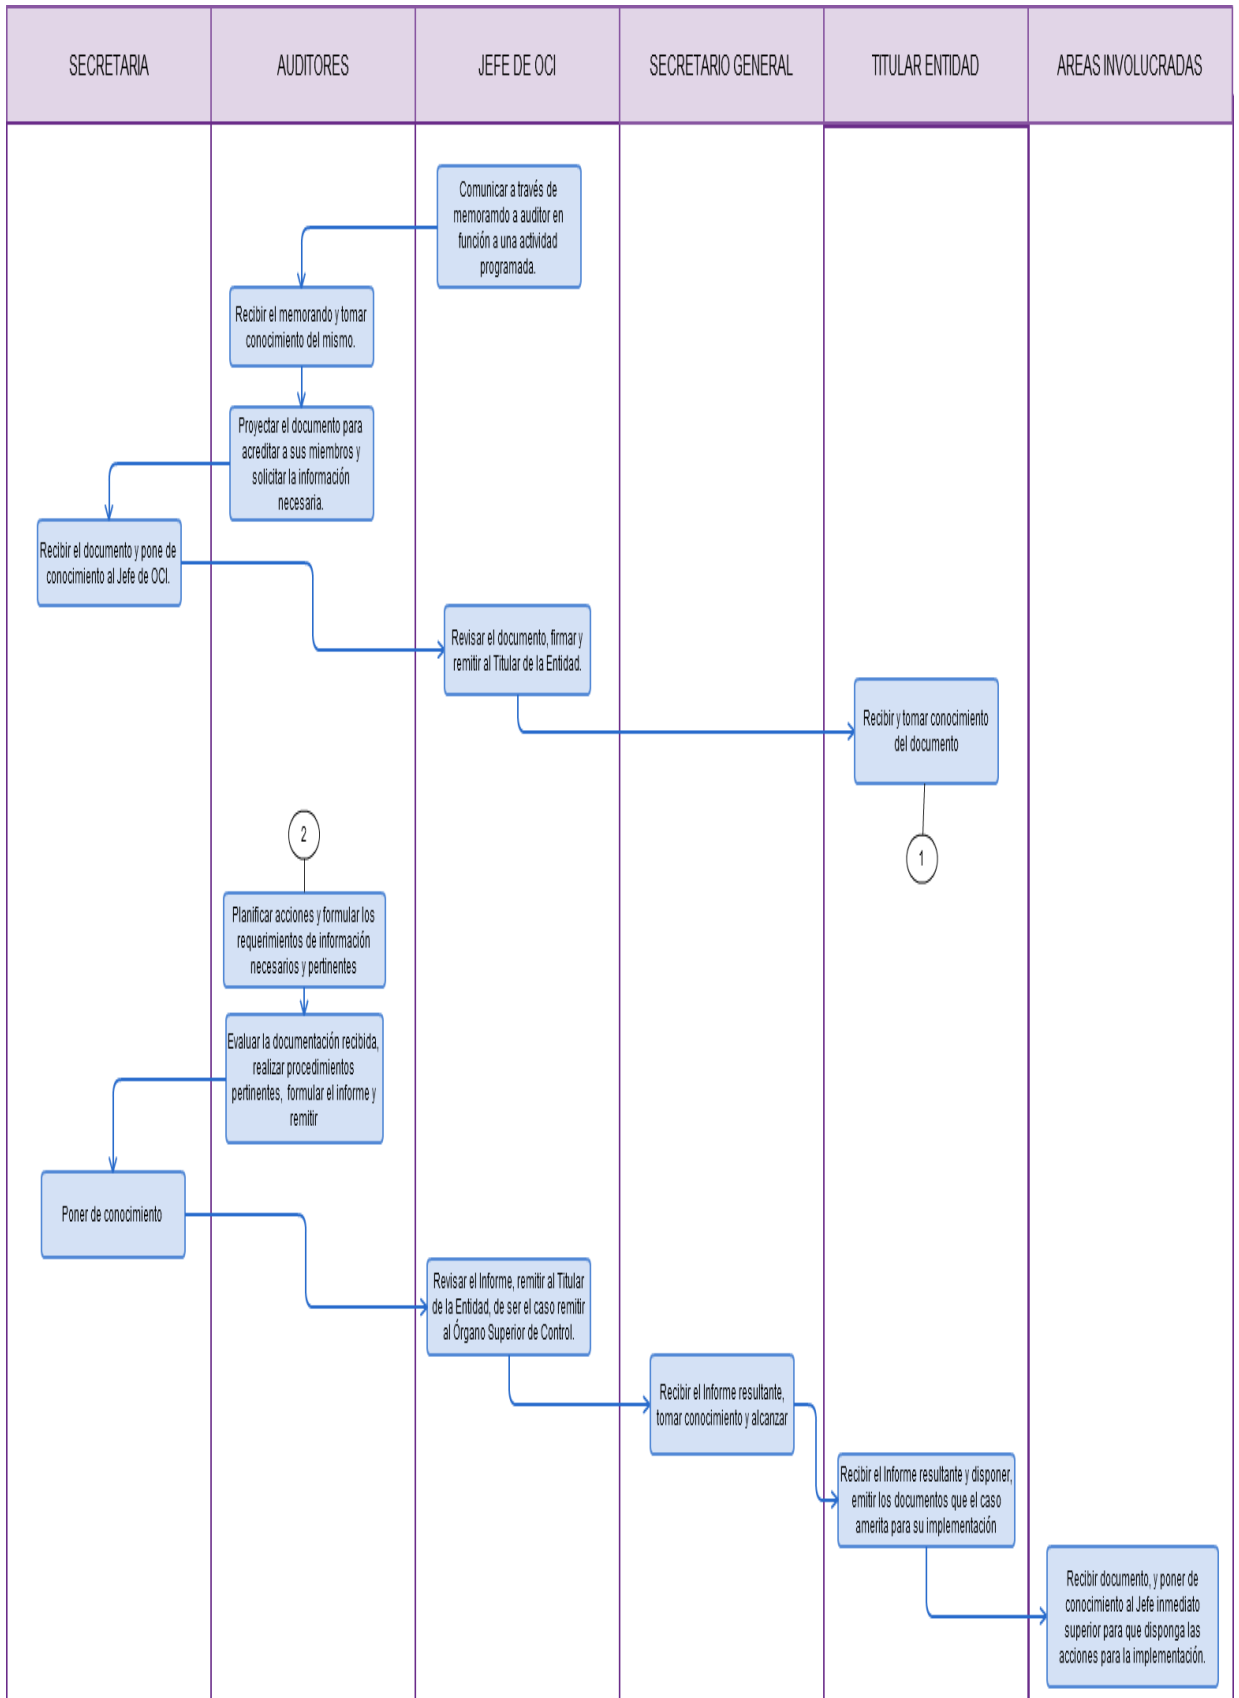 SECRETARIA
AUDITORES
JEFE DE OCI
SECRETARIO GENERAL
TITULAR ENTIDAD
AREAS INVOLUCRADAS
Comunicar a través de
memoramdo a auditor en
función a una actividad
programada.
Recibir el memorando y tomar
conocimiento del mismo.
Proyectar el documento para
acreditar a sus miembros y
solicitar la información
necesaria.
Recibir el documento y pone de
conocimiento al Jefe de OCI.
Revisar el documento, firmar y
remitir al Titular de la Entidad.
Recibir y tomar conocimiento
del documento
1
2
Planificar acciones y formular los
requerimientos de información
necesarios y pertinentes
Evaluar la documentación recibida,
realizar procedimientos
pertinentes, formular el informe y
remitir
Poner de conocimiento
Revisar el Informe, remitir al Titular
de la Entidad, de ser el caso remitir
al Órgano Superior de Control.
Recibir el Informe resultante,
tomar conocimiento y alcanzar
Recibir el Informe resultante y disponer,
emitir los documentos que el caso
amerita para su implementación
Recibir documento, y poner de
conocimiento al Jefe inmediato
superior para que disponga las
acciones para la implementación.